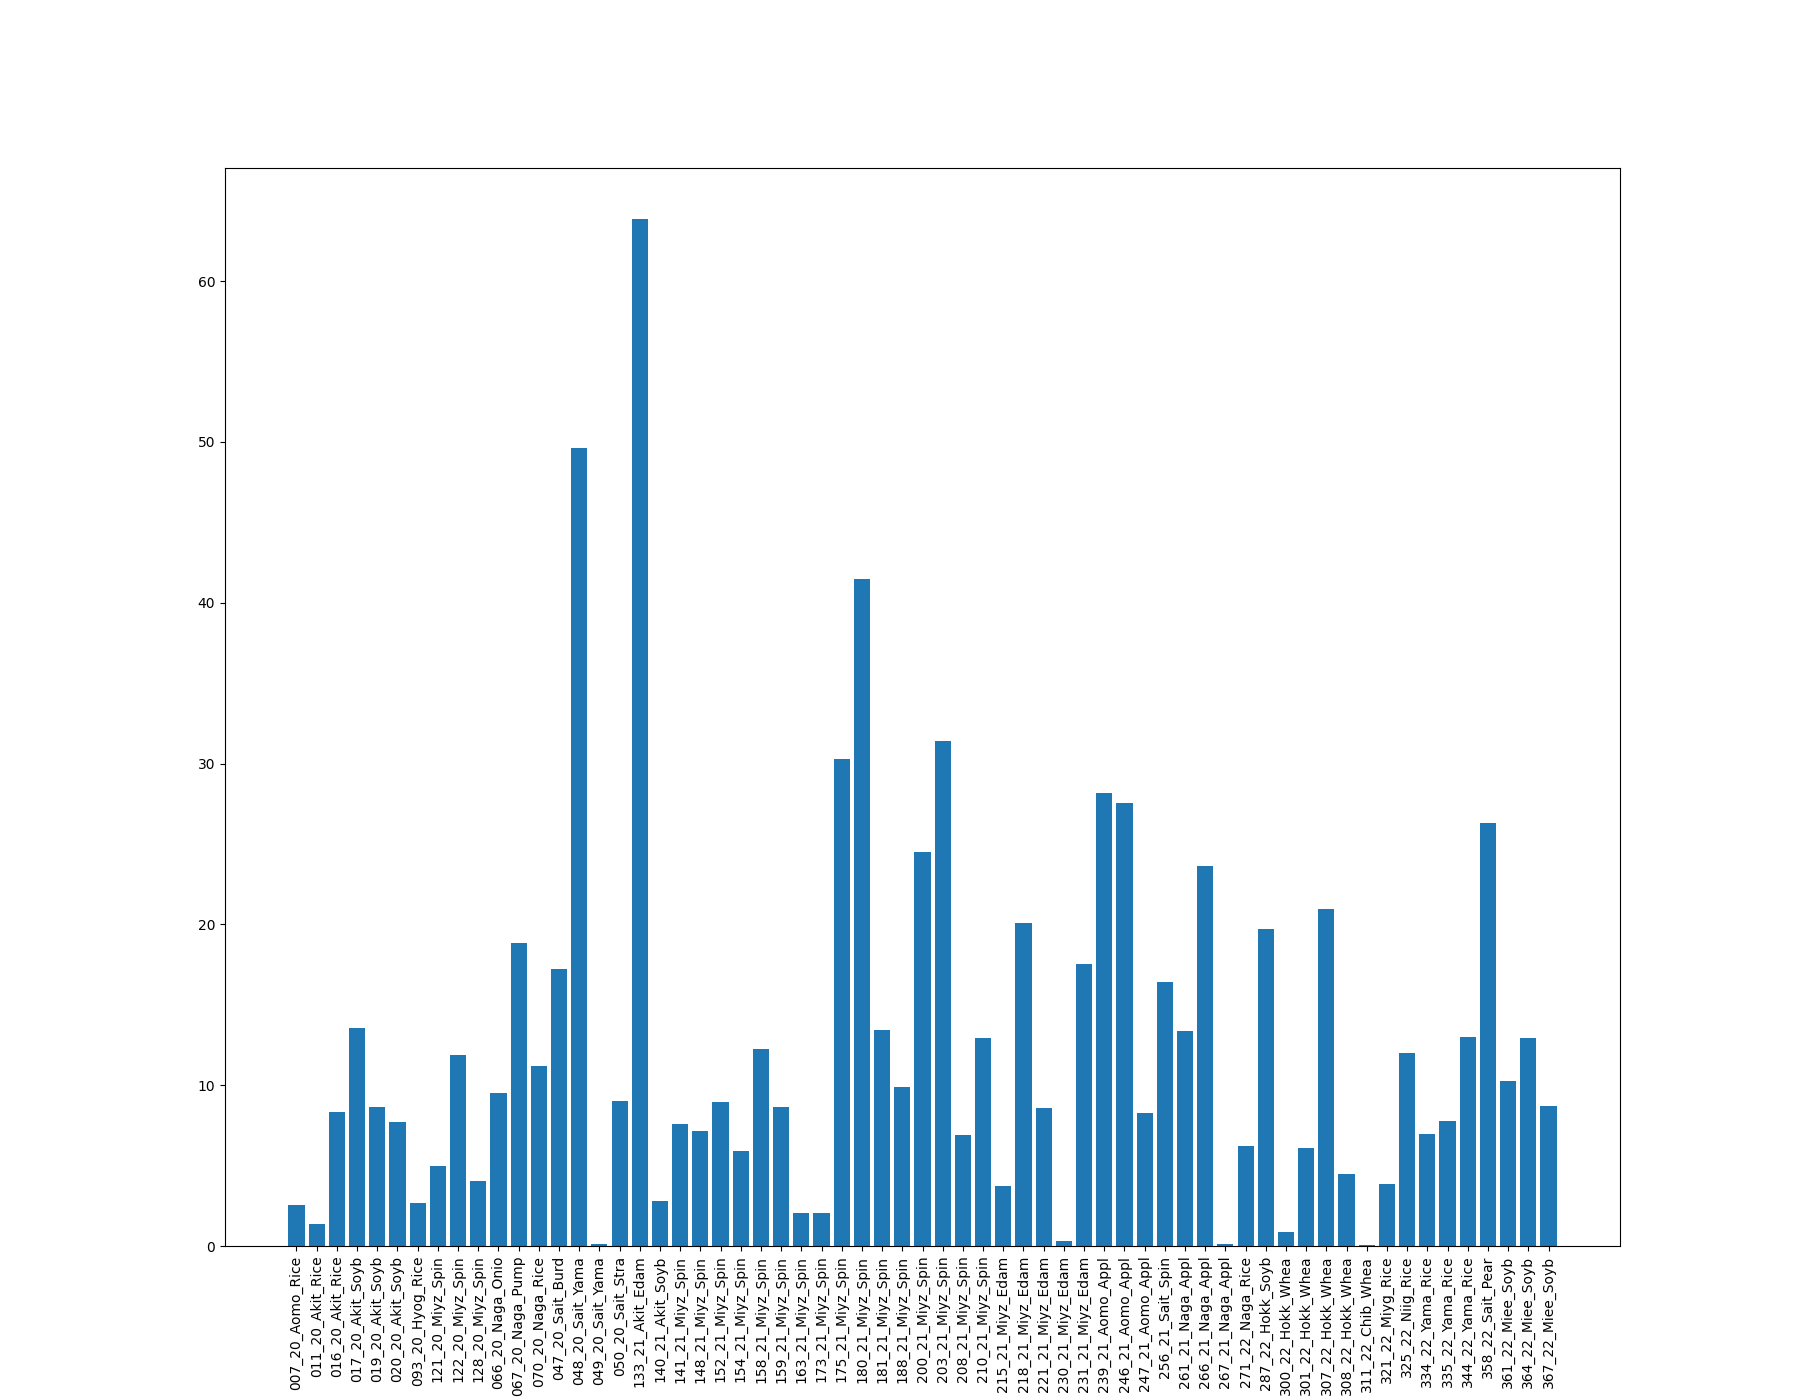 60
50
40
30
20
10
0
007_20_Aomo_Rice
011_20_Akit_Rice
016_20_Akit_Rice
017_20_Akit_Soyb
019_20_Akit_Soyb
020_20_Akit_Soyb
093_20_Hyog_Rice
121_20_Miyz_Spin
122_20_Miyz_Spin
128_20_Miyz_Spin
066_20_Naga_Onio
067_20_Naga_Pump
070_20_Naga_Rice
047_20_Sait_Burd
048_20_Sait_Yama
049_20_Sait_Yama
050_20_Sait_Stra
133_21_Akit_Edam
140_21_Akit_Soyb
141_21_Miyz_Spin
148_21_Miyz_Spin
152_21_Miyz_Spin
154_21_Miyz_Spin
158_21_Miyz_Spin
159_21_Miyz_Spin
163_21_Miyz_Spin
173_21_Miyz_Spin
175_21_Miyz_Spin
180_21_Miyz_Spin
181_21_Miyz_Spin
188_21_Miyz_Spin
200_21_Miyz_Spin
203_21_Miyz_Spin
208_21_Miyz_Spin
210_21_Miyz_Spin
215_21_Miyz_Edam
218_21_Miyz_Edam
221_21_Miyz_Edam
230_21_Miyz_Edam
231_21_Miyz_Edam
239_21_Aomo_Appl
246_21_Aomo_Appl
247_21_Aomo_Appl
256_21_Sait_Spin
261_21_Naga_Appl
266_21_Naga_Appl
267_21_Naga_Appl
271_22_Naga_Rice
287_22_Hokk_Soyb
300_22_Hokk_Whea
301_22_Hokk_Whea
307_22_Hokk_Whea
308_22_Hokk_Whea
311_22_Chib_Whea
321_22_Miyg_Rice
325_22_Niig_Rice
334_22_Yama_Rice
335_22_Yama_Rice
344_22_Yama_Rice
358_22_Sait_Pear
361_22_Miee_Soyb
364_22_Miee_Soyb
367_22_Miee_Soyb